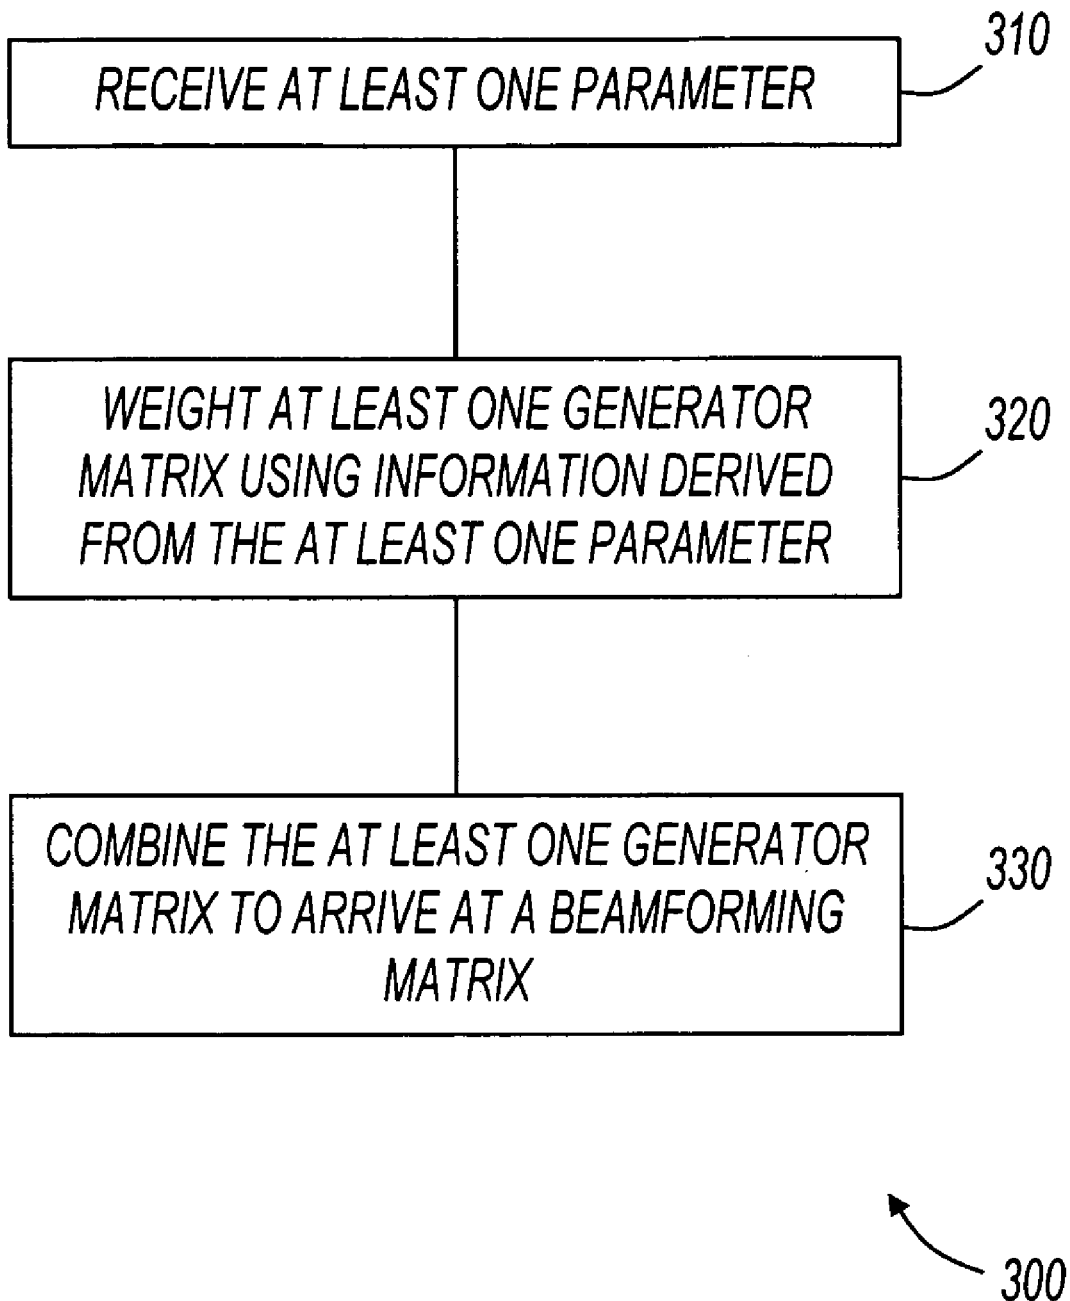 310
RECEIVE AT LEAST ONE PARAMETER
WEIGHT AT LEAST ONE GENERATOR
MATRIX USING INFORMATION DERIVED
FROM THE AT LEAST ONE PARAMETER
320
COMBINE THE AT LEAST ONE GENERATOR
MATRIX TO ARRIVE AT A BEAMFORMING
MATRIX
330
300